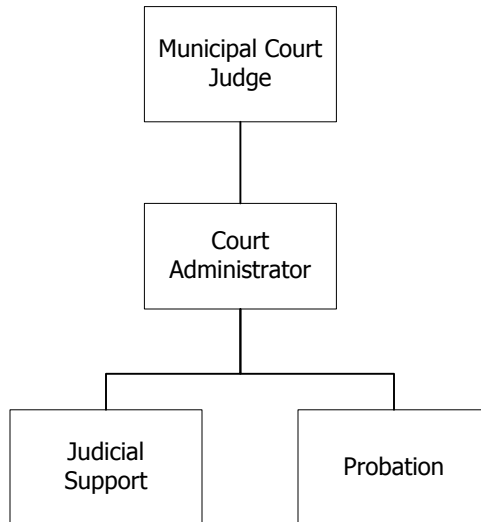 Municipal Court
Judge
Court
Administrator
Judicial
Support
Probation